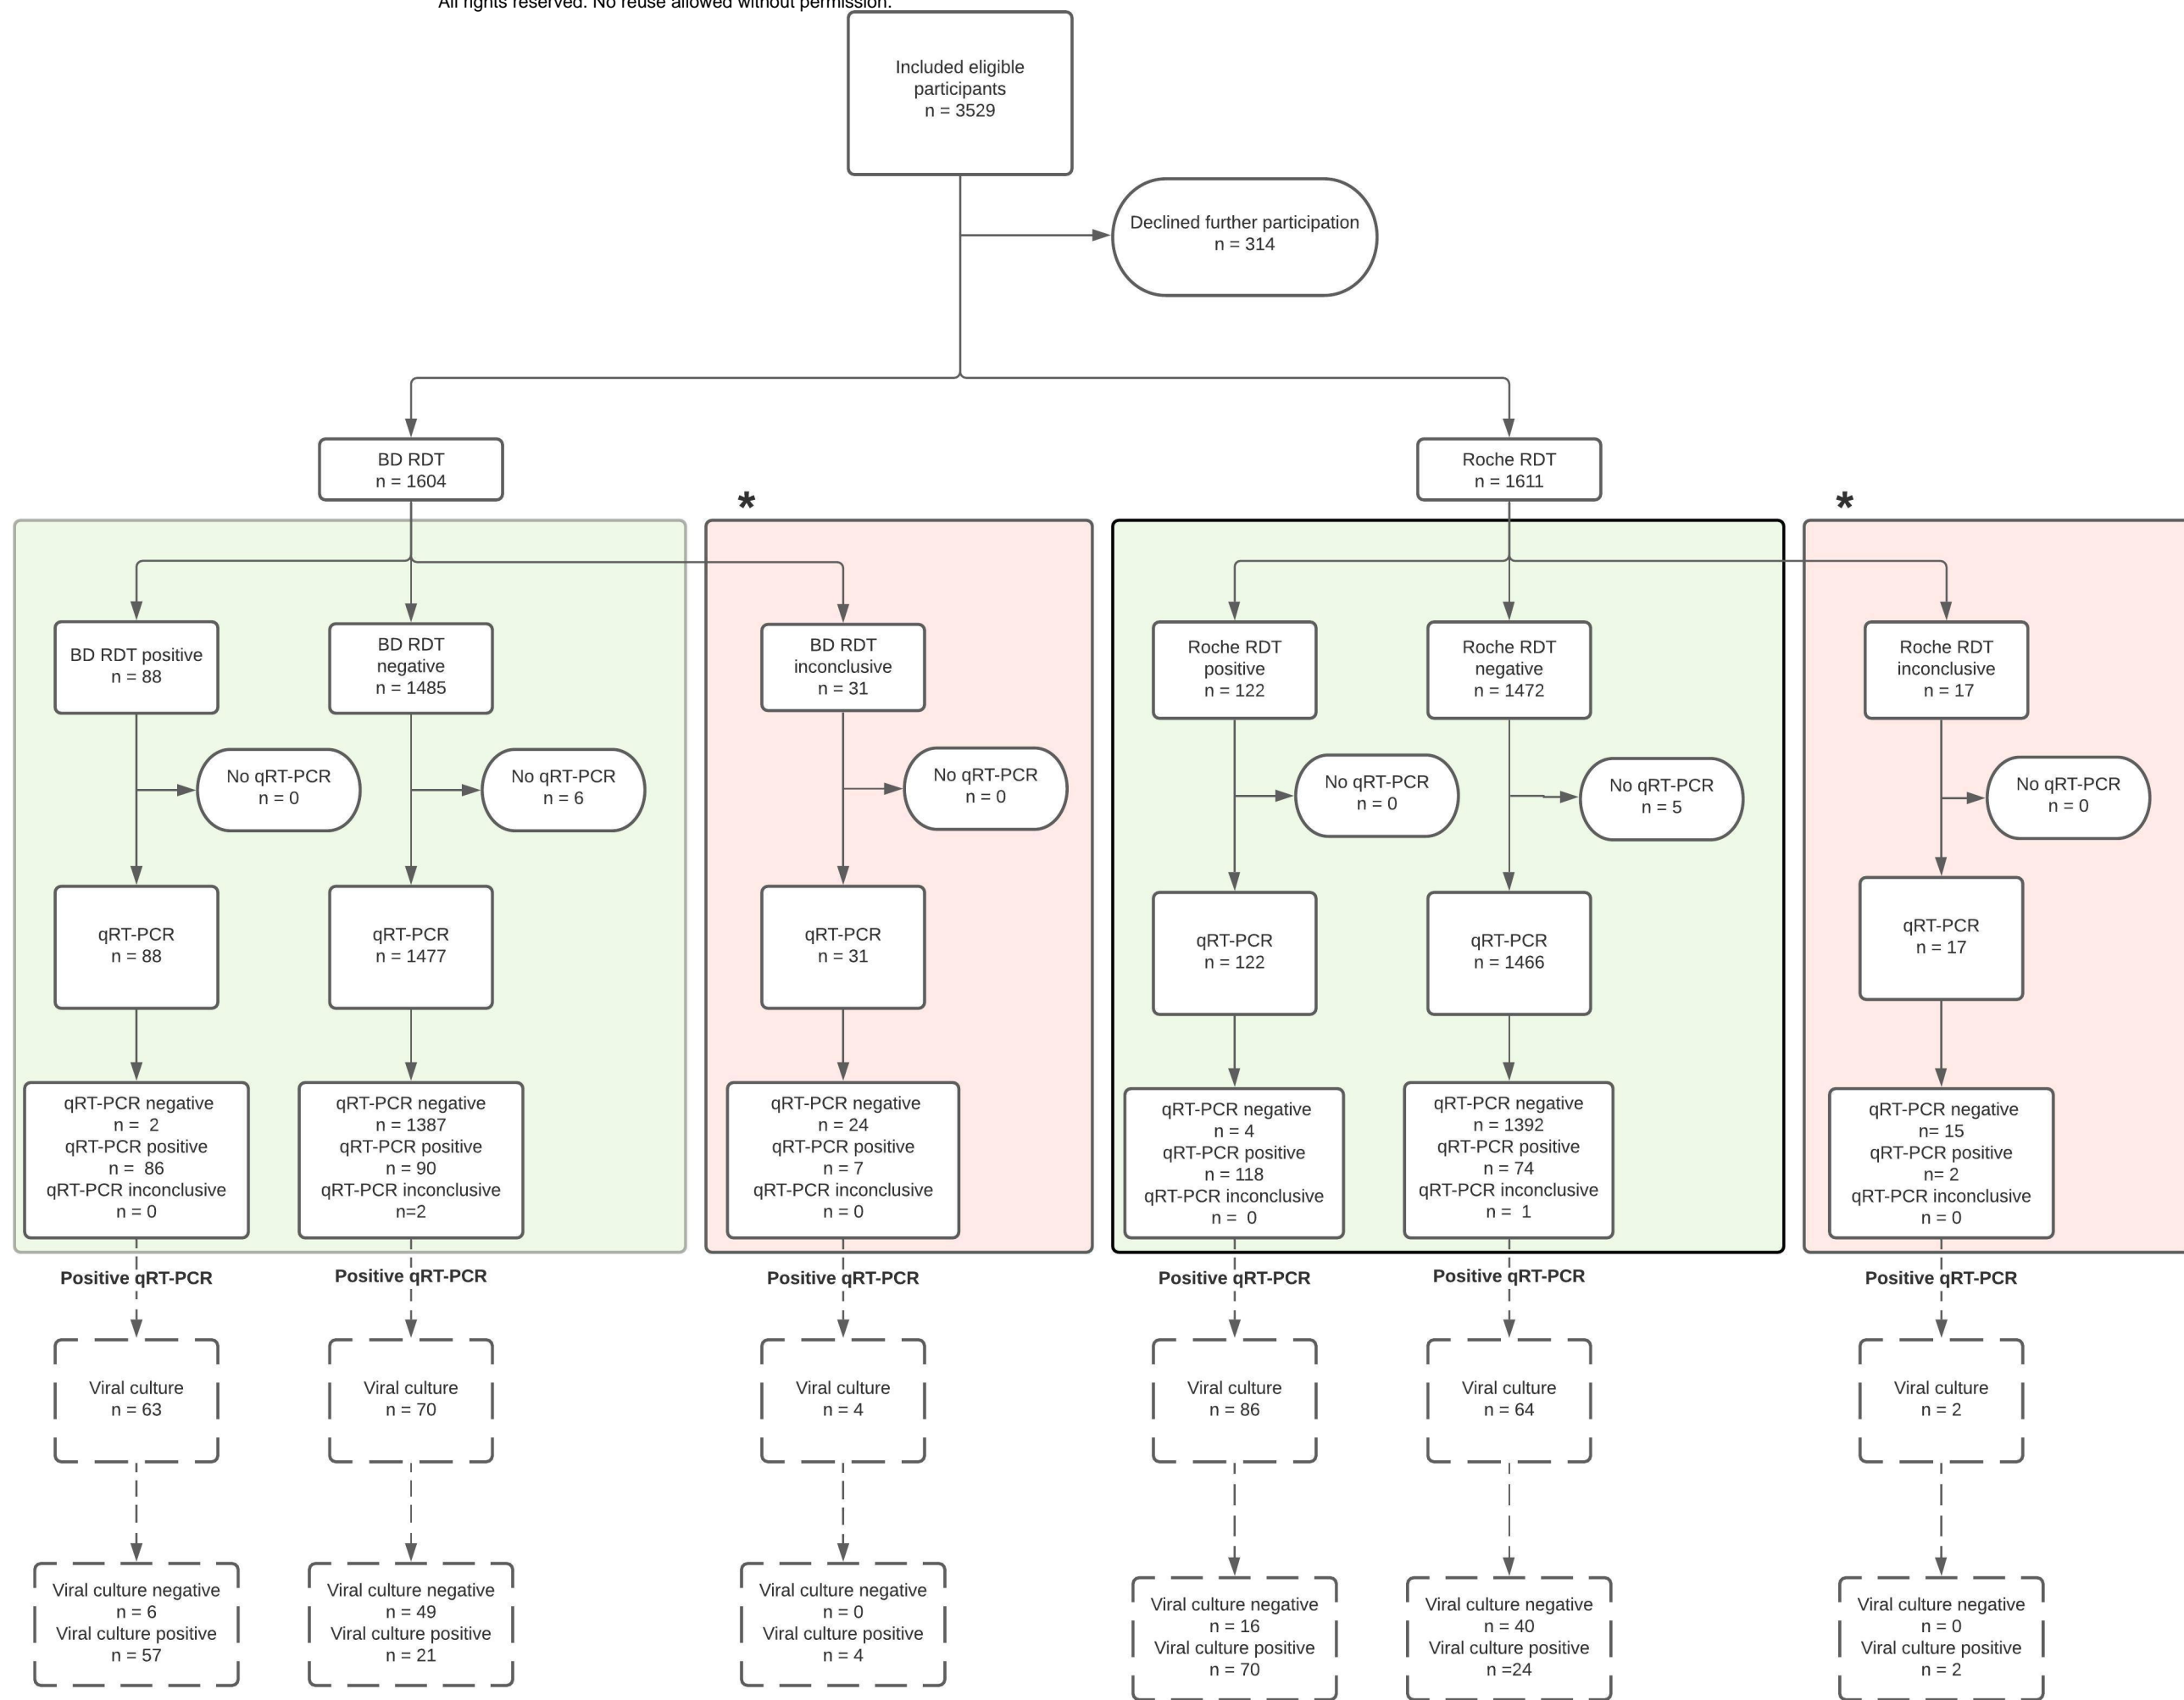 All rights reserved. No reuse allowed without permission.
Included eligible
participants
n = 3529
Declined further participation
n = 314
BD RDT
n = 1604
Roche RDT
n = 1611
*
*
BD RDT positive
n = 88
BD RDT
negative
n = 1485
BD RDT
inconclusive
n = 31
Roche RDT
positive
n = 122
Roche RDT
negative
n = 1472
Roche RDT
inconclusive
n = 17
No qRT-PCR
n = 0
No qRT-PCR
n = 6
No qRT-PCR
n = 0
No qRT-PCR
n = 0
No qRT-PCR
n = 5
No qRT-PCR
n = 0
qRT-PCR
n = 88
qRT-PCR
n = 1477
qRT-PCR
n = 31
qRT-PCR
n = 122
qRT-PCR
n = 1466
qRT-PCR
n = 17
qRT-PCR negative
n = 2
qRT-PCR positive
n = 86
qRT-PCR inconclusive
n = 0
qRT-PCR negative
n = 1387
qRT-PCR positive
n = 90
qRT-PCR inconclusive
n=2
qRT-PCR negative
n = 24
qRT-PCR positive
n = 7
qRT-PCR inconclusive
n = 0
qRT-PCR negative
n = 4
qRT-PCR positive
n = 118
qRT-PCR inconclusive
n = 0
qRT-PCR negative
n = 1392
qRT-PCR positive
n = 74
qRT-PCR inconclusive
n = 1
qRT-PCR negative
n= 15
qRT-PCR positive
n= 2
qRT-PCR inconclusive
n = 0
Positive qRT-PCR
Positive qRT-PCR
Positive qRT-PCR
Positive qRT-PCR
Positive qRT-PCR
Positive qRT-PCR
Viral culture
n = 63
Viral culture
n = 70
Viral culture
n = 4
Viral culture
n = 86
Viral culture
n = 64
Viral culture
n = 2
Viral culture negative
n = 6
Viral culture positive
n = 57
Viral culture negative
n = 49
Viral culture positive
n = 21
Viral culture negative
n = 0
Viral culture positive
n = 4
Viral culture negative
n = 16
Viral culture positive
n = 70
Viral culture negative
n = 40
Viral culture positive
n =24
Viral culture negative
n = 0
Viral culture positive
n = 2